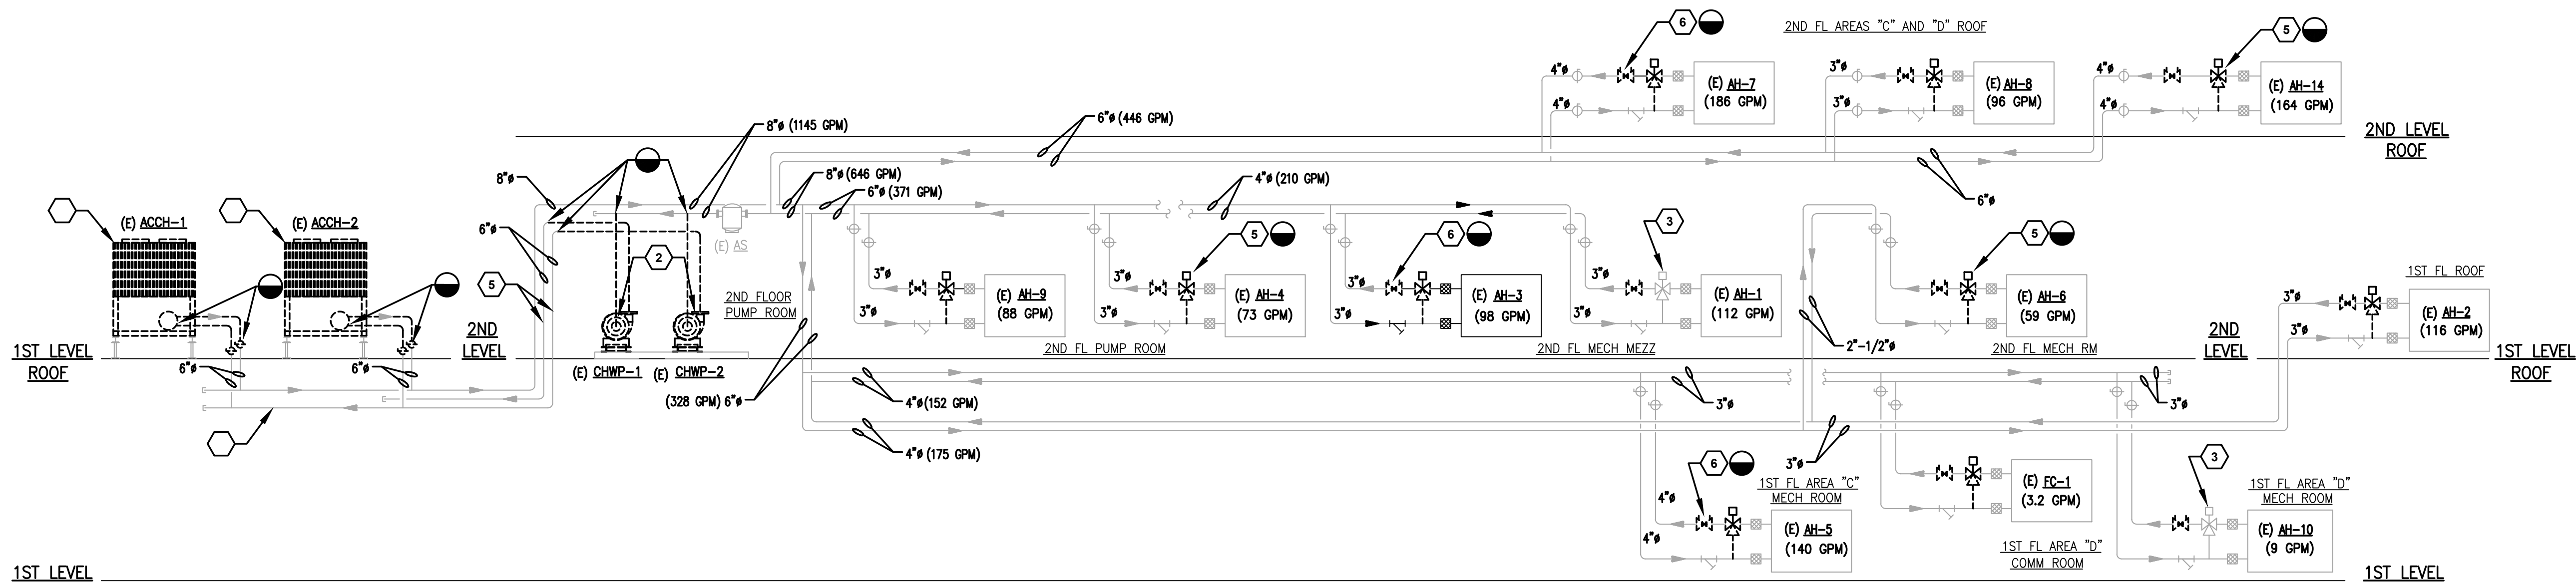 6
2ND FL AREAS "C" AND "D" ROOF
5
4"ø
(E) AH-7
(186 GPM)
4"ø
3"ø
(E) AH-8
(96 GPM)
3"ø
4"ø
(E) AH-14
(164 GPM)
4"ø
8"ø (1145 GPM)
6"ø (446 GPM)
2ND LEVEL
ROOF
8"ø
8"ø (646 GPM)
6"ø (371 GPM)
4"ø (210 GPM)
6"ø
(E) ACCH-1
(E) ACCH-2
6"ø
(E) AS
5
2
5
6
3
5
1ST FL ROOF
2ND FLOOR
PUMP ROOM
3"ø
(E) AH-9
(88 GPM)
3"ø
3"ø
(E) AH-4
(73 GPM)
3"ø
3"ø
(E) AH-3
(98 GPM)
3"ø
3"ø
(E) AH-1
(112 GPM)
3"ø
3"ø
(E) AH-6
(59 GPM)
3"ø
3"ø
(E) AH-2
(116 GPM)
3"ø
1ST LEVEL
ROOF
2ND
LEVEL
2ND FL PUMP ROOM
2ND FL MECH MEZZ
2"-1/2"ø
2ND FL MECH RM
2ND
LEVEL
1ST LEVEL
ROOF
6"ø
6"ø
(E) CHWP-1
(E) CHWP-2
(328 GPM) 6"ø
4"ø (152 GPM)
3"ø
3"ø
4"ø (175 GPM)
3"ø
6
1ST FL AREA "C"
MECH ROOM
4"ø
(E) AH-5
(140 GPM)
4"ø
(E) FC-1
(3.2 GPM)
1ST FL AREA "D"
COMM ROOM
3
1ST FL AREA "D"
MECH ROOM
(E) AH-10
(9 GPM)
1ST LEVEL
1ST LEVEL